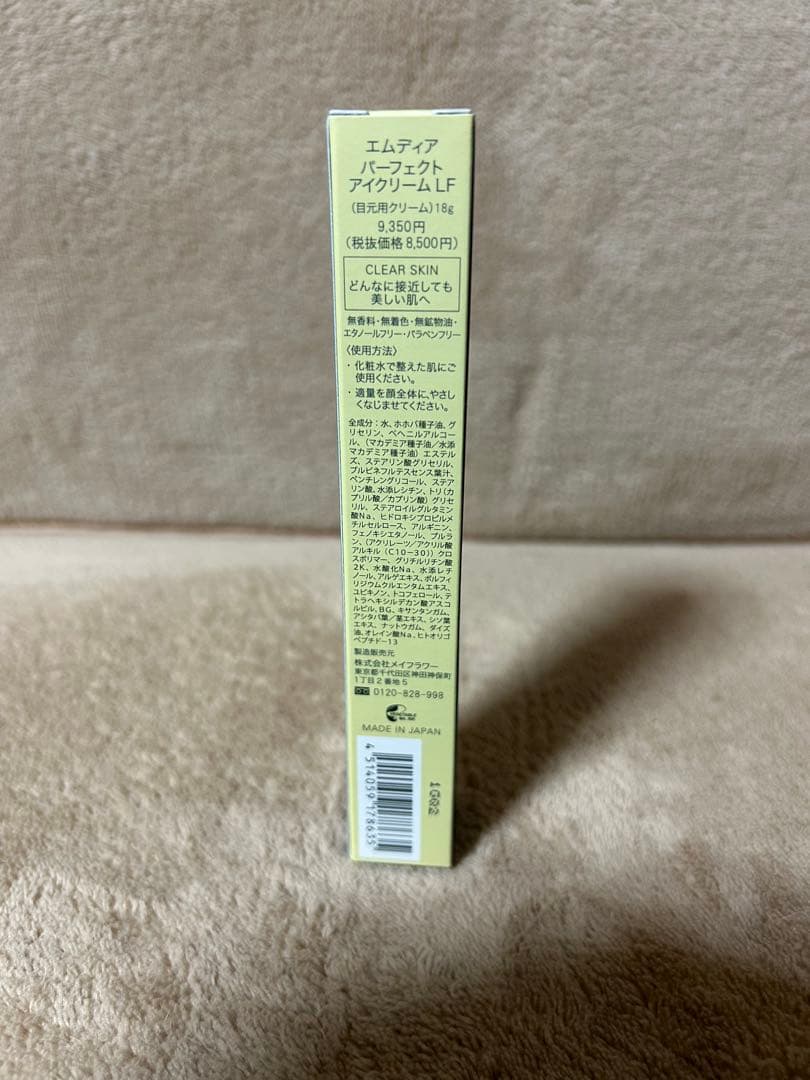 エムディア
パーフェクト
アイクリーム LF
(目元用クリーム)18g
9,350円
(税抜価格 8,500円)
CLEAR SKIN
どんなに接近しても
美しい肌へ
無香料・無着色・無鉱物油・
エタノールフリー・パラベンフリー
〈使用方法〉
・化粧水で整えた肌にご
使用ください。
・適量を顔全体に、やさし
くなじませてください。
全成分:水、ホホバ種子油、グ
リセリン、ベヘニルアルコー
ル、(マカデミア種子油/水添
マカデミア種子油)エステル
ズ、ステアリン酸グリセリル、
ブルビネフルテスセンス葉汁、
ペンチレングリコール、ステア
リン酸、水添レシチン、トリ(カ
プリル酸/カプリン酸)グリセ
リル、ステアロイルグルタミン
酸Na、ヒドロキシプロピルメ
チルセルロース、アルギニン、
フェノキシエタノール、プルラ
ン、(アクリレーツ/アクリル酸
アルキル(C10-30))クロ
スポリマー、グリチルリチン酸
2K、水酸化Na、水添レチ
ノール、アルゲエキス、ポルフィ
リジウムクルエンタムエキス、
ユビキノン、トコフェロール、テ
トラヘキシルデカン酸アスコ
ルビル、BG、キサンタンガム、
アシタバ葉/茎エキス、シソ葉
エキス、ナットウガム、ダイズ
油、オレイン酸Na、ヒトオリゴ
ペプチド-13
製造販売元
株式会社メイフラワー
東京都千代田区神田神保町
1丁目2番地5
0120-828-998
MADE IN JAPAN
4 514059 178635